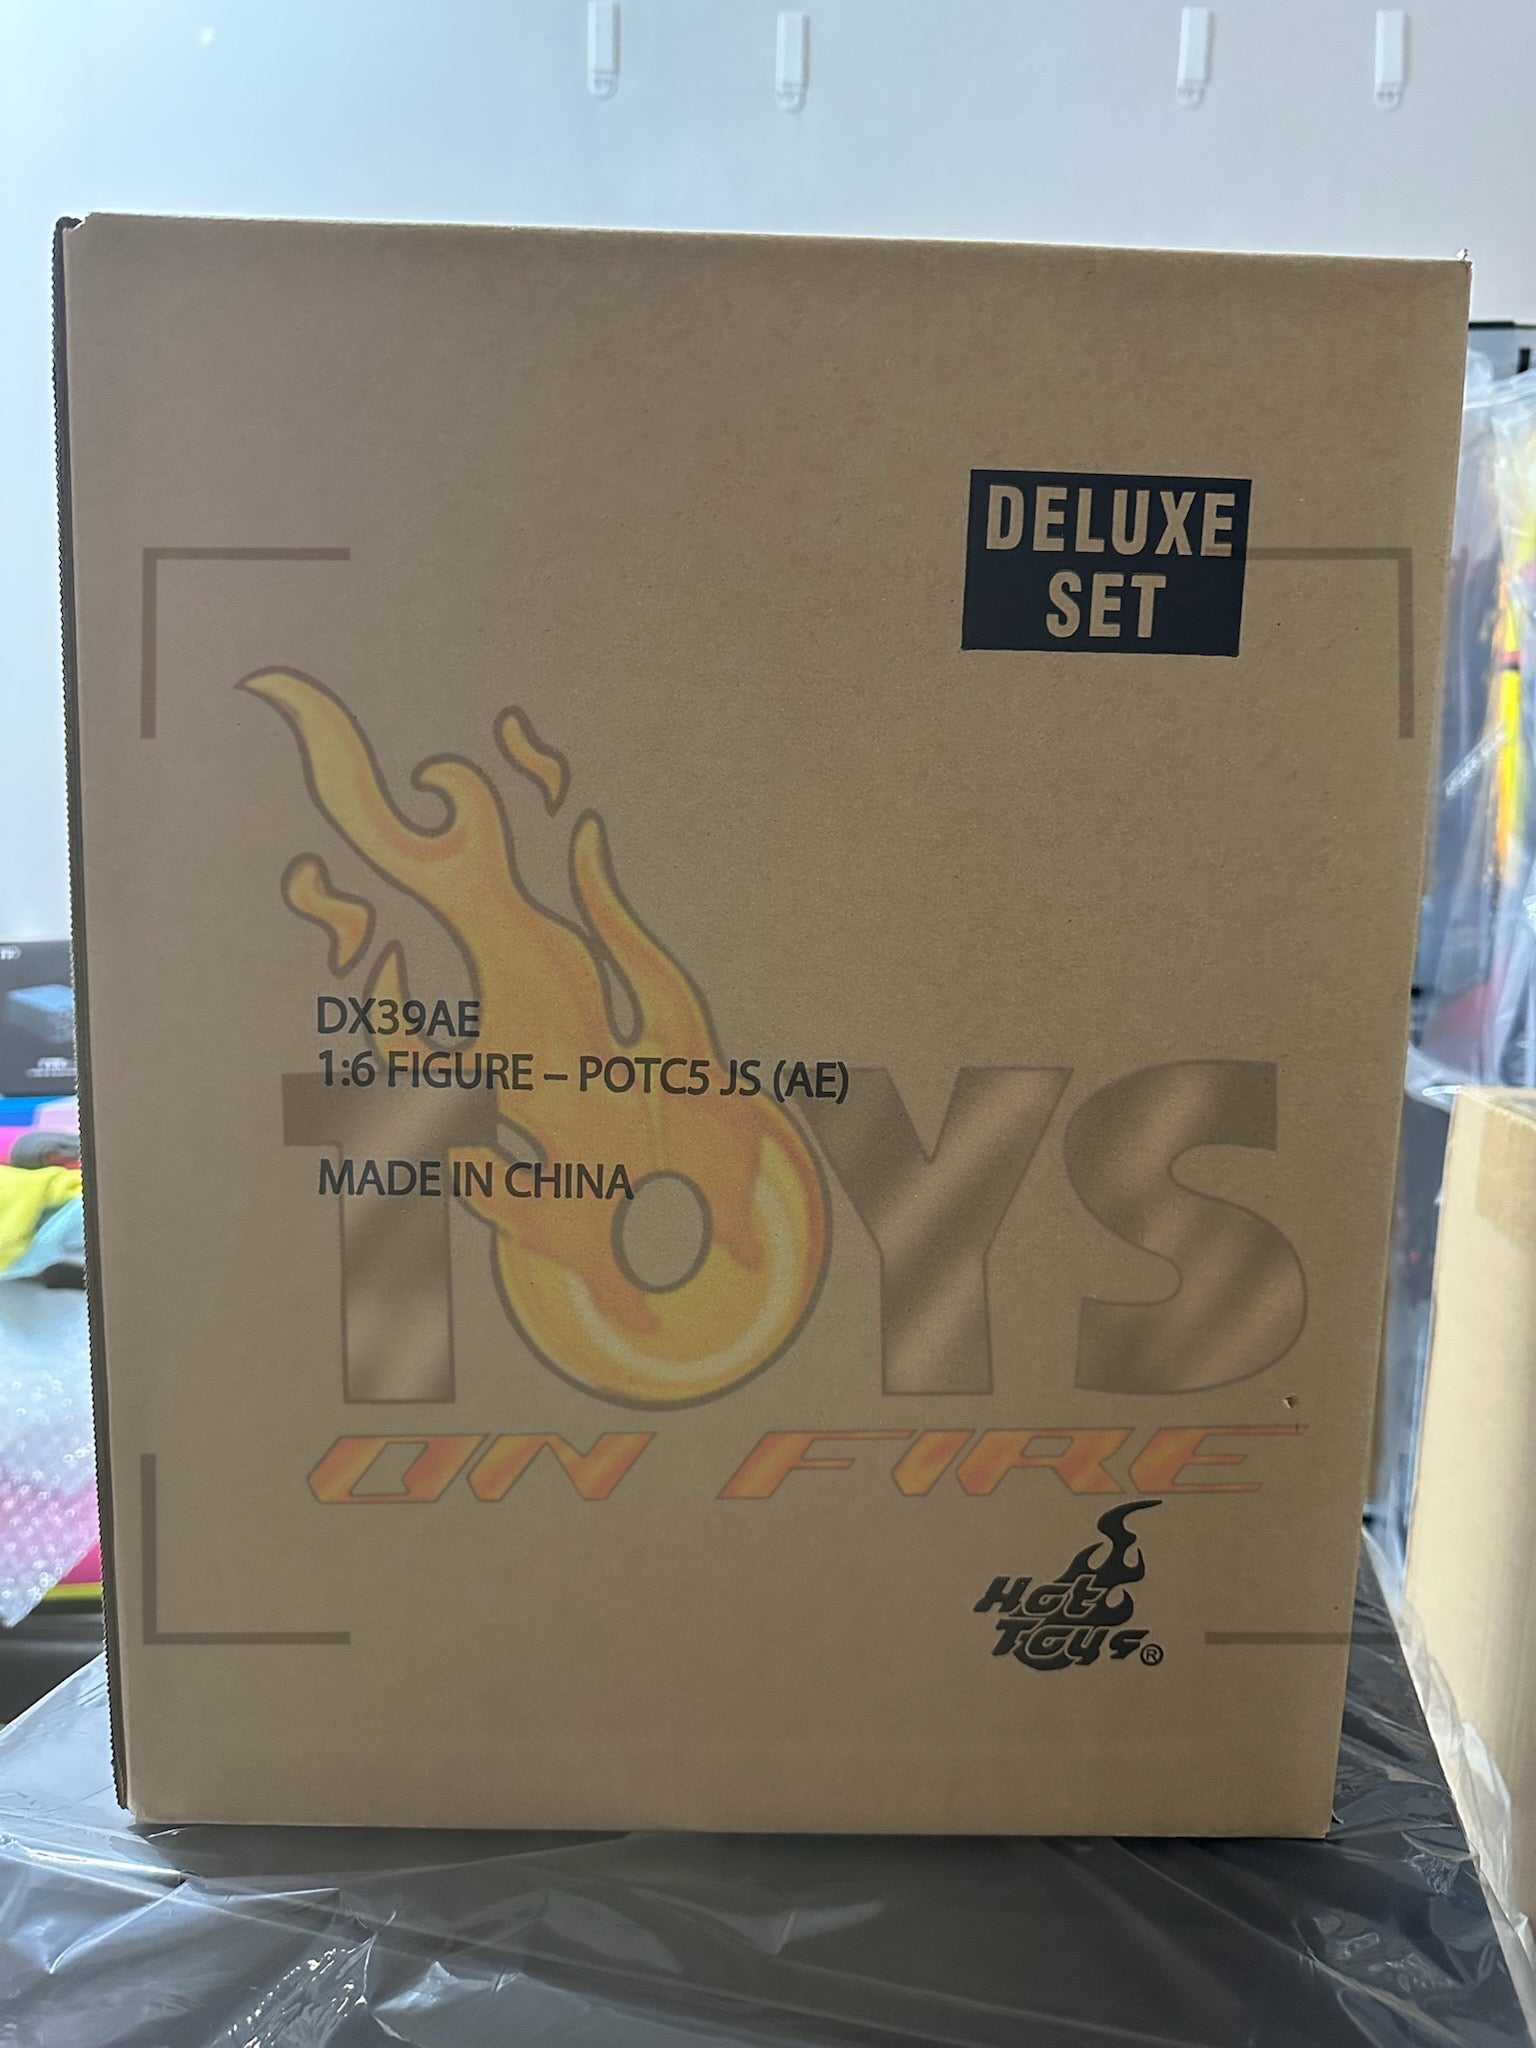 DELUXE
SET
DX39AE
1:6 FIGURE – POTC5 JS (AE)
MADE IN CHINA
TOYS
ON FIRE
Hot
Toys®